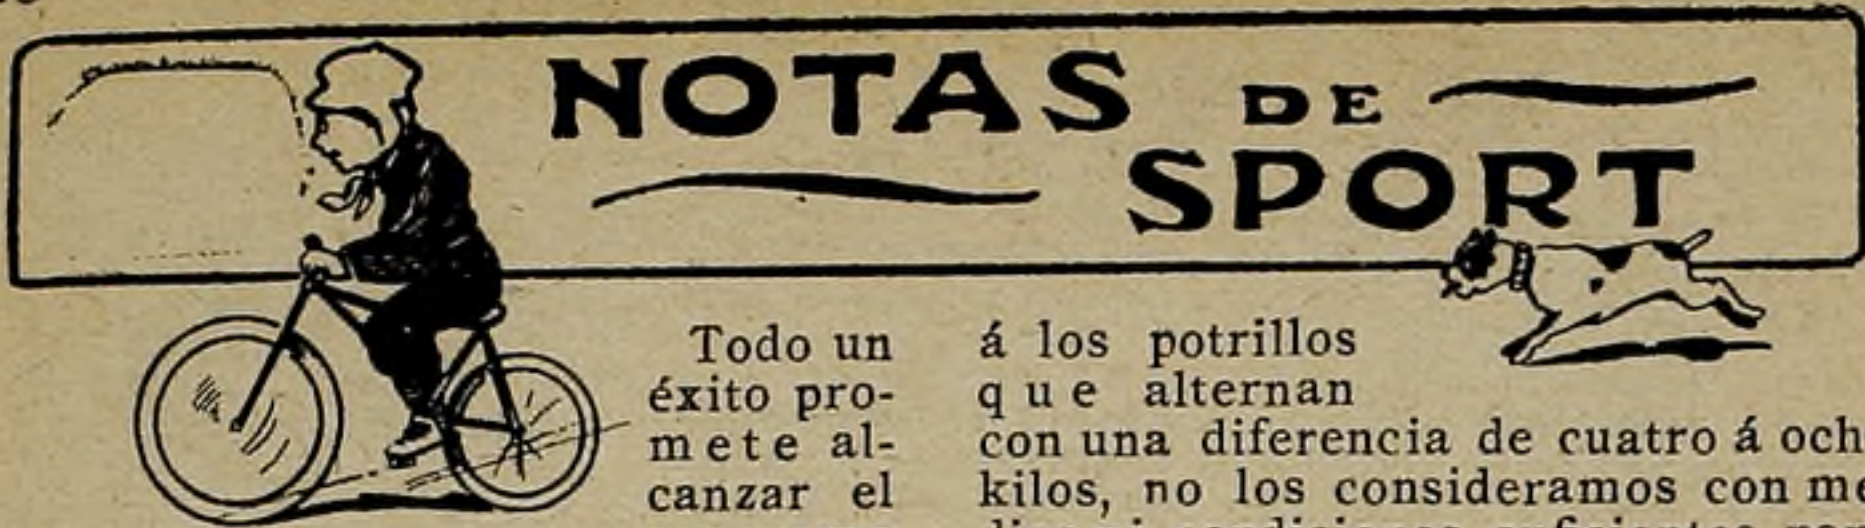 NOTAS DE
SPORT
Todo un
éxito pro-
mete al-
canzar el
á los potrillos
que alternan
con una diferencia de cuatro á och
kilos, no los consideramos con me